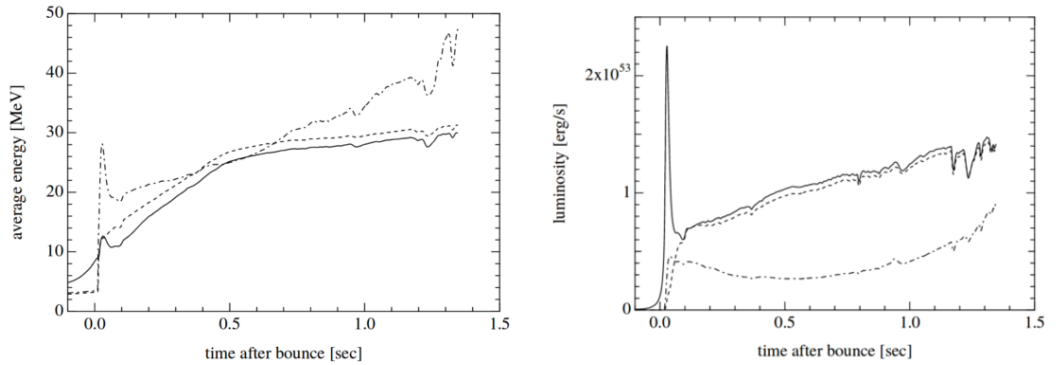 50
40
30
20
10
0
average energy [MeV]
0.0 0.5 1.0 1.5
time after bounce [sec]
2x10^53
1
0
luminosity [erg/s]
0.0 0.5 1.0 1.5
time after bounce [sec]